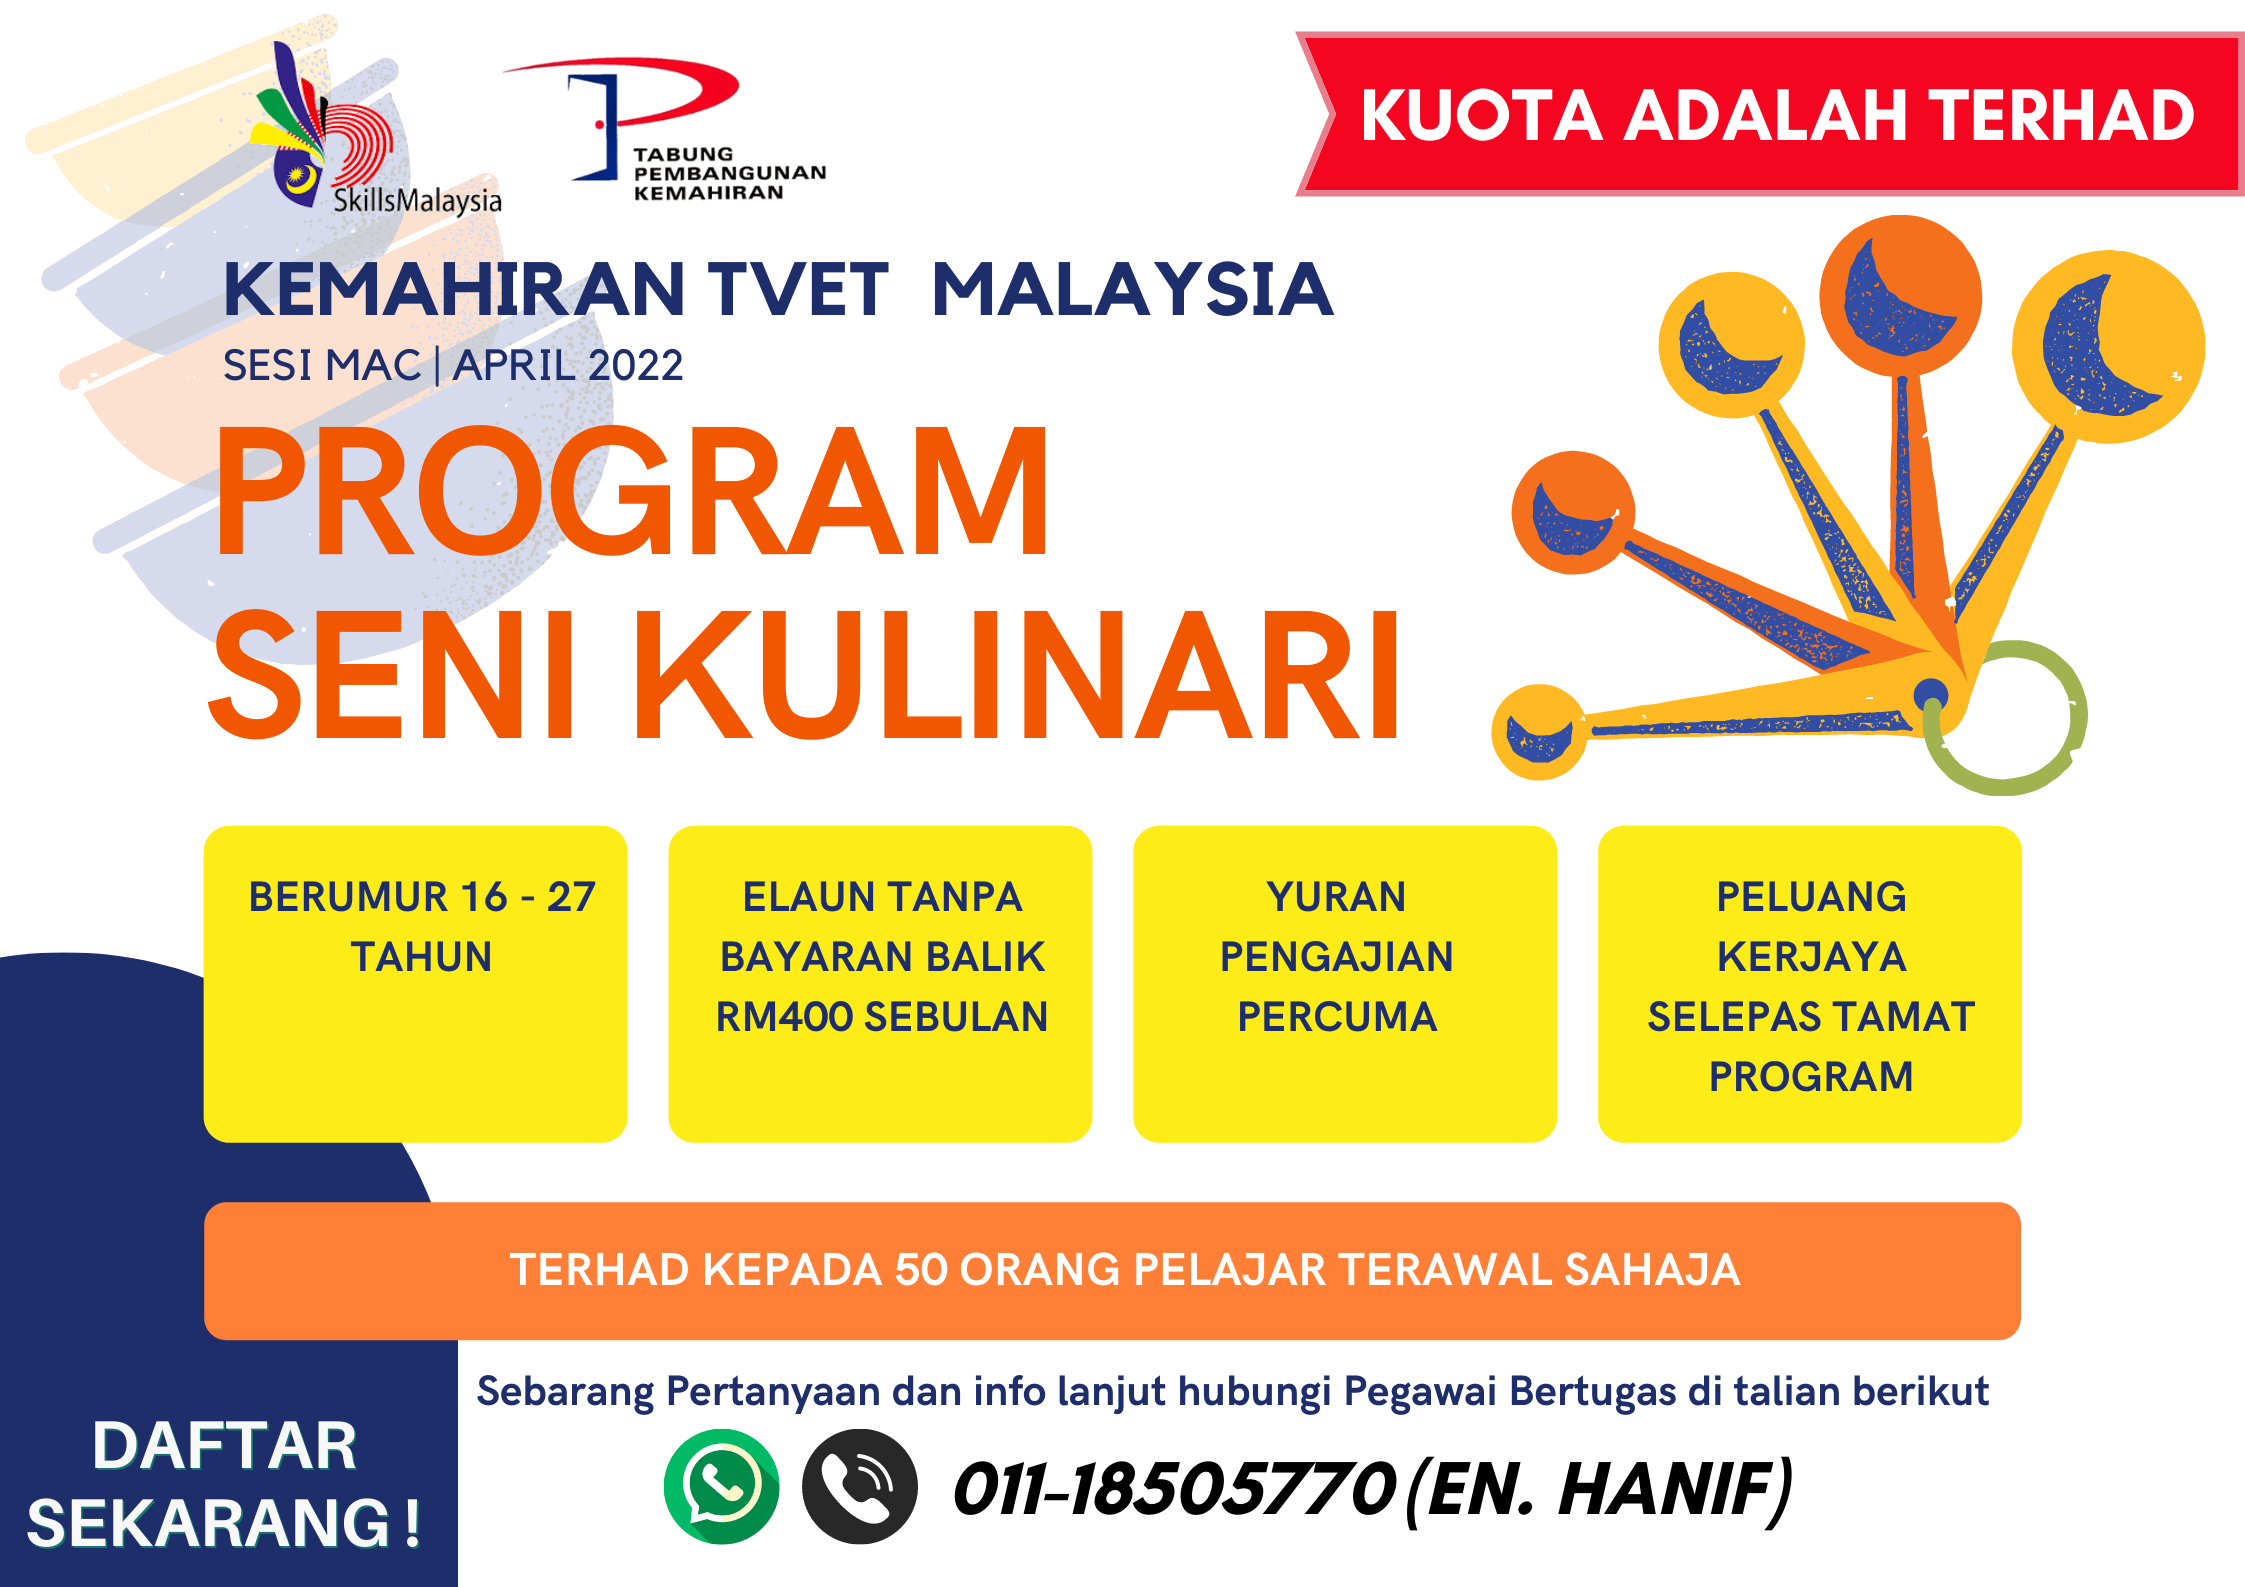 SkillsMalaysia
TABUNG
PEMBANGUNAN
KEMAHIRAN
KUOTA ADALAH TERHAD
KEMAHIRAN TVET MALAYSIA
SESI MAC | APRIL 2022
PROGRAM
SENI KULINARI
BERUMUR 16 - 27
TAHUN
ELAUN TANPA
BAYARAN BALIK
RM400 SEBULAN
YURAN
PENGAJIAN
PERCUMA
PELUANG
KERJAYA
SELEPAS TAMAT
PROGRAM
TERHAD KEPADA 50 ORANG PELAJAR TERAWAL SAHAJA
Sebarang Pertanyaan dan info lanjut hubungi Pegawai Bertugas di talian berikut
011-18505770 (EN. HANIF)
DAFTAR
SEKARANG !